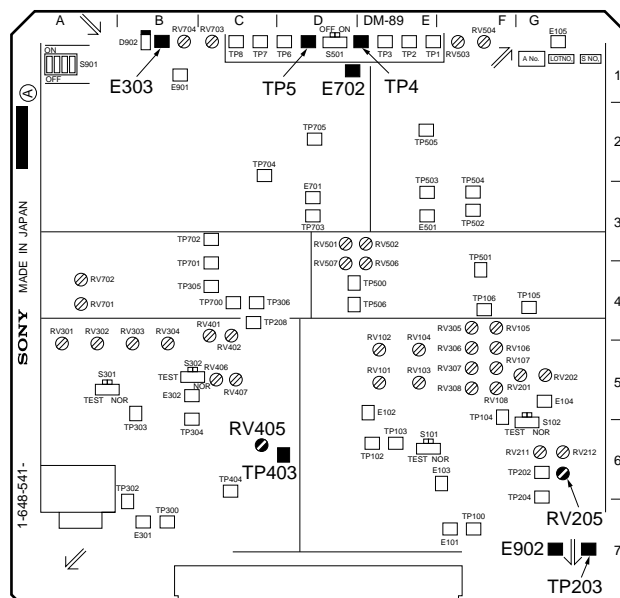 A B C D DM-89 E F G
ON
OFF
S901
D902
RV704
RV703
TP8 TP7 TP6
OFF ON
S501
TP3 TP2 TP1
RV503
RV504
E105
A No. LOTNO, S NO,
1
E303
E901
TP5
E702
TP4
A
TP705
TP505
2
TP704
E701
TP503
TP504
TP703
E501
TP502
3
TP702
RV501
RV502
TP701
RV507
RV506
TP501
RV702
TP305
TP500
RV701
TP700
TP306
TP506
TP106
TP105
4
TP208
RV301
RV302
RV303
RV304
RV401
RV402
RV305
RV105
RV102
RV104
RV306
RV106
S301
TEST NOR
S302
TEST
NOR
RV406
RV407
RV101
RV103
RV307
RV107
RV308
RV201
RV202
5
E302
TP303
TP304
E102
RV108
TP104
E104
S102
TEST NOR
RV405
TP403
TP102
TP103
S101
TEST NOR
RV211
RV212
6
TP202
TP404
E103
TP204
TP302
RV205
E301
TP300
E101
TP100
E902
7
TP203
SONY MADE IN JAPAN
1-648-541-